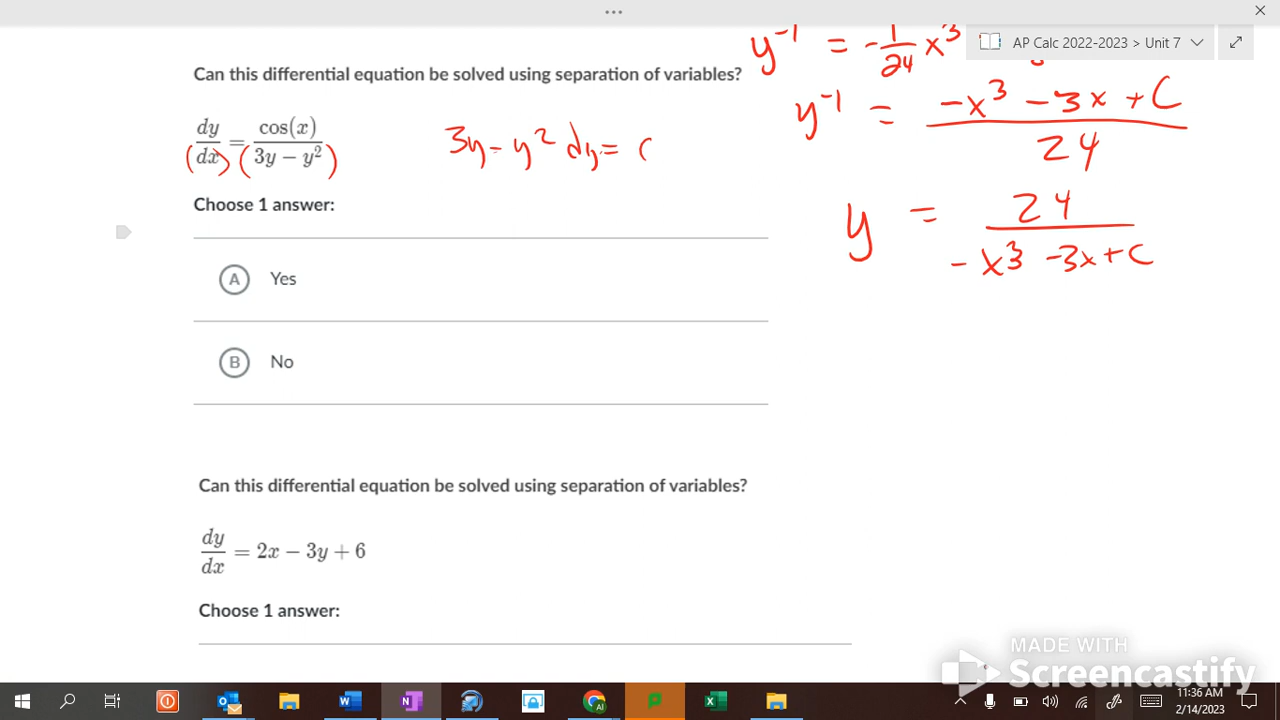 AP Calc 2022-2023 > Unit 7
y⁻¹ = -1/24 x³
Can this differential equation be solved using separation of variables?
dy/dx = cos(x)/(3y − y²)
3y - y² dy = c
y⁻¹ = (-x³ - 3x + C)/24
y = 24/(-x³ - 3x + C)
Choose 1 answer:
A Yes
B No
Can this differential equation be solved using separation of variables?
dy/dx = 2x − 3y + 6
Choose 1 answer:
MADE WITH
Screencastify
11:36 AM
2/14/2023